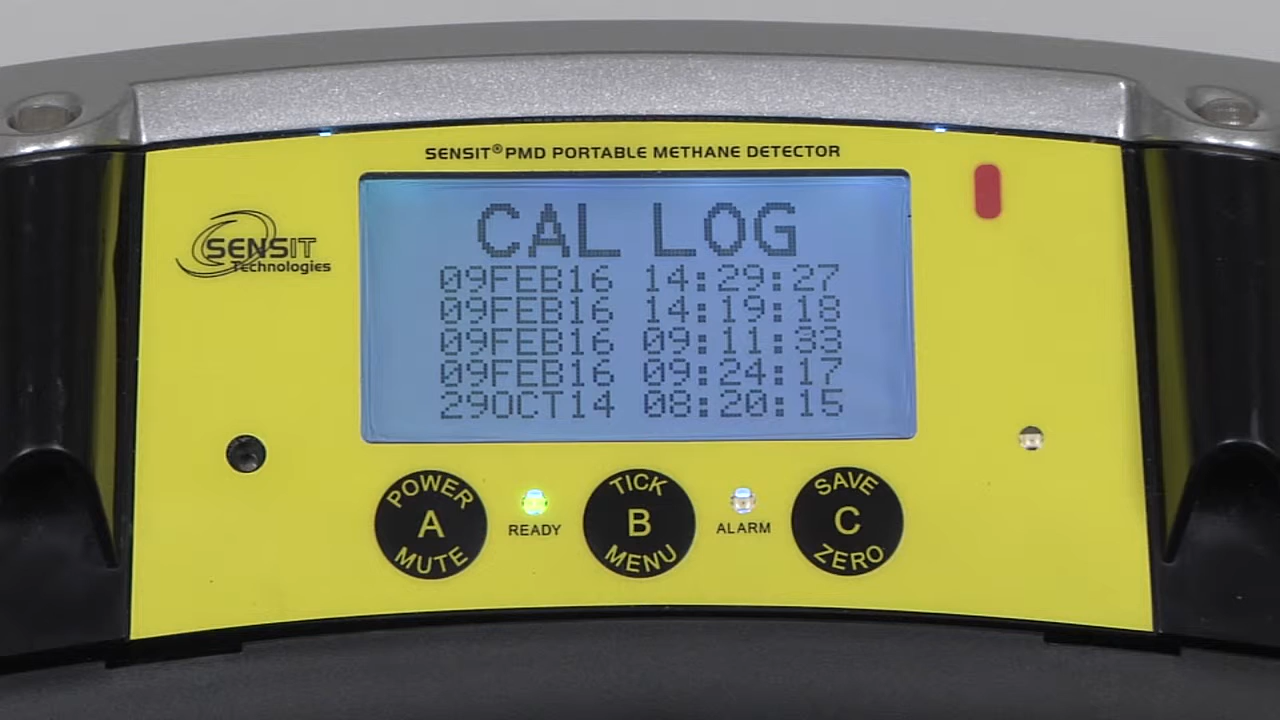 SENSIT® PMD PORTABLE METHANE DETECTOR
SENSIT
Technologies
CAL LOG
09FEB16 14:29:27
09FEB16 14:19:18
09FEB16 09:11:33
09FEB16 09:24:17
29OCT14 08:20:15
POWER
A
MUTE
READY
TICK
B
MENU
ALARM
SAVE
C
ZERO